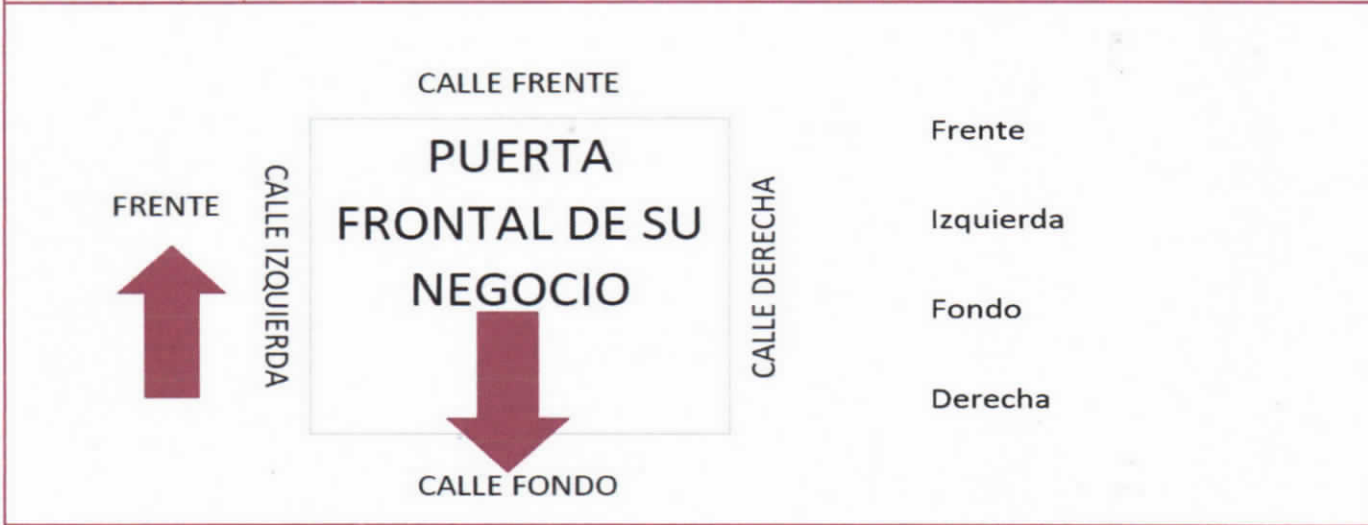 CALLE FRENTE
PUERTA
FRONTAL DE SU
NEGOCIO
FRENTE
CALLE IZQUIERDA
CALLE DERECHA
CALLE FONDO
Frente
Izquierda
Fondo
Derecha